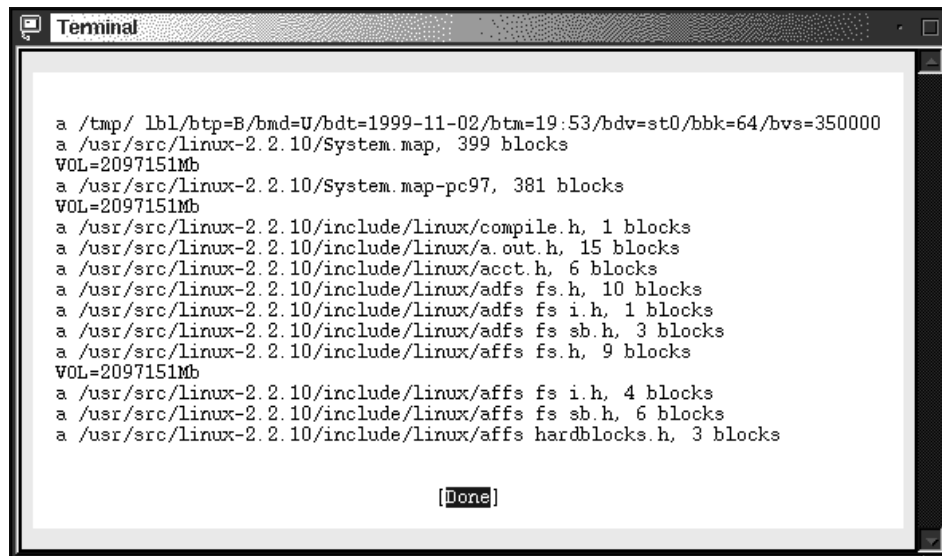 Terminal
a /tmp/ lbl/btp=B/bmd=U/bdt=1999-11-02/btm=19:53/bdv=st0/bbk=64/bvs=350000
a /usr/src/linux-2.2.10/System.map, 399 blocks
VOL=2097151Mb
a /usr/src/linux-2.2.10/System.map-pc97, 381 blocks
VOL=2097151Mb
a /usr/src/linux-2.2.10/include/linux/compile.h, 1 blocks
a /usr/src/linux-2.2.10/include/linux/a.out.h, 15 blocks
a /usr/src/linux-2.2.10/include/linux/acct.h, 6 blocks
a /usr/src/linux-2.2.10/include/linux/adfs fs.h, 10 blocks
a /usr/src/linux-2.2.10/include/linux/adfs fs i.h, 1 blocks
a /usr/src/linux-2.2.10/include/linux/adfs fs sb.h, 3 blocks
a /usr/src/linux-2.2.10/include/linux/affs fs.h, 9 blocks
VOL=2097151Mb
a /usr/src/linux-2.2.10/include/linux/affs fs i.h, 4 blocks
a /usr/src/linux-2.2.10/include/linux/affs fs sb.h, 6 blocks
a /usr/src/linux-2.2.10/include/linux/affs hardblocks.h, 3 blocks
[Done]